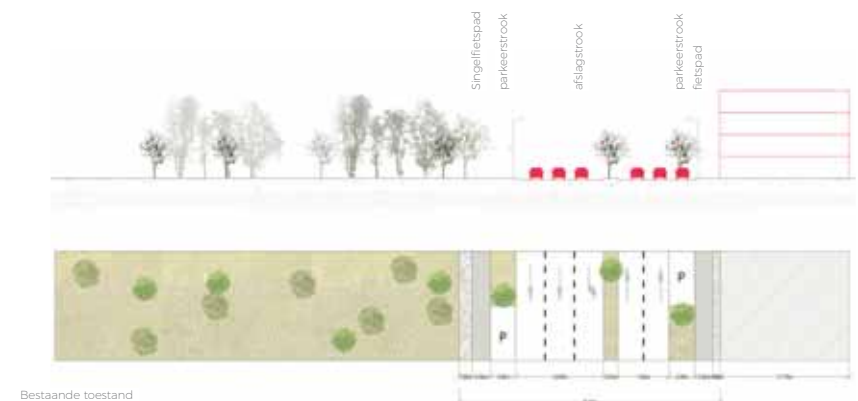 Singelfietspad
parkeerstrook
afslagstrook
parkeerstrook
fietspad
P
P
Bestaande toestand